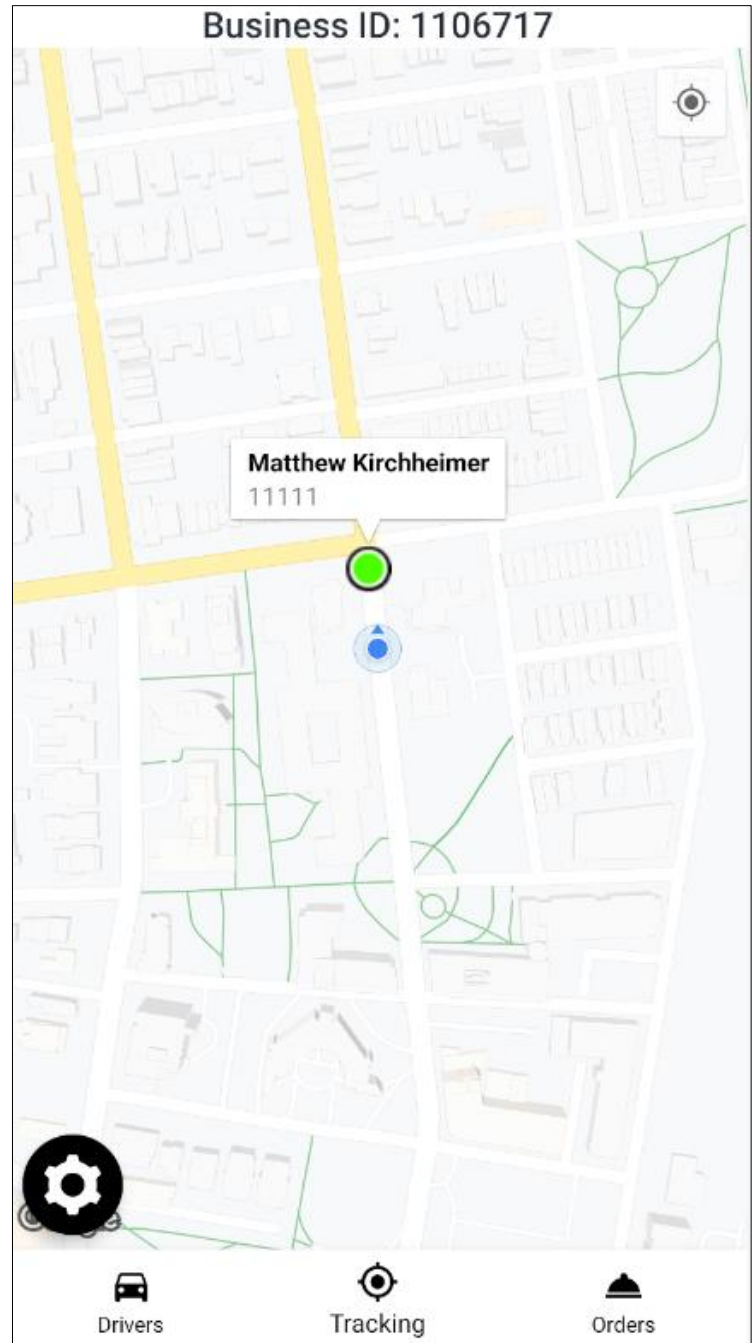 Business ID: 1106717
Matthew Kirchheimer
11111
Drivers
Tracking
Orders